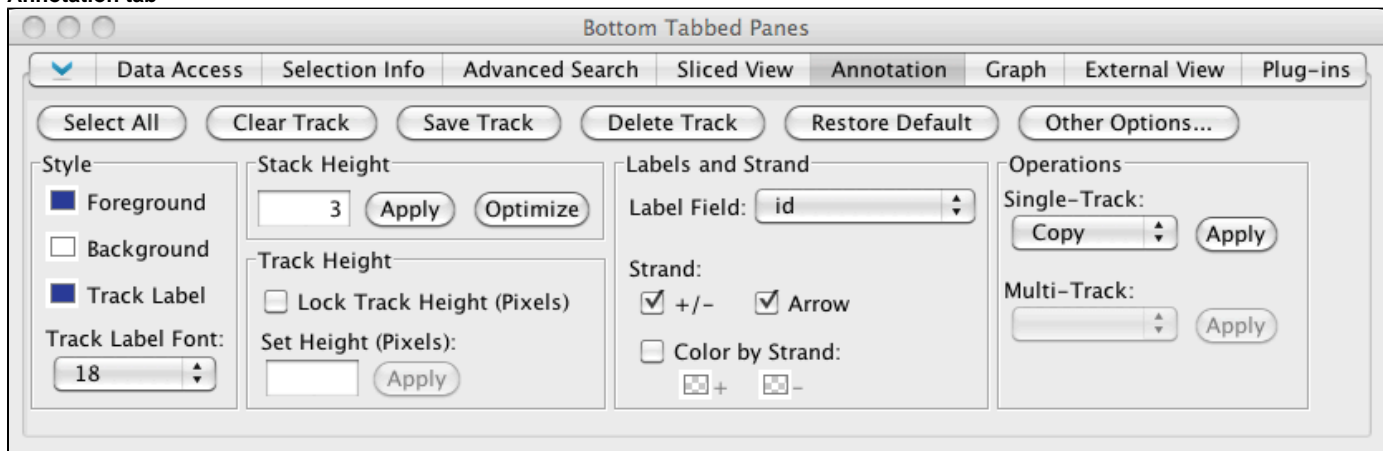 Annotation tab
Bottom Tabbed Panes
Data Access Selection Info Advanced Search Sliced View Annotation Graph External View Plug-ins
Select All Clear Track Save Track Delete Track Restore Default Other Options...
Style
Foreground
Background
Track Label
Track Label Font:
18
Stack Height
3 Apply Optimize
Track Height
Lock Track Height (Pixels)
Set Height (Pixels):
Apply
Labels and Strand
Label Field: id
Strand:
+/- Arrow
Color by Strand:
+ -
Operations
Single-Track:
Copy Apply
Multi-Track:
Apply